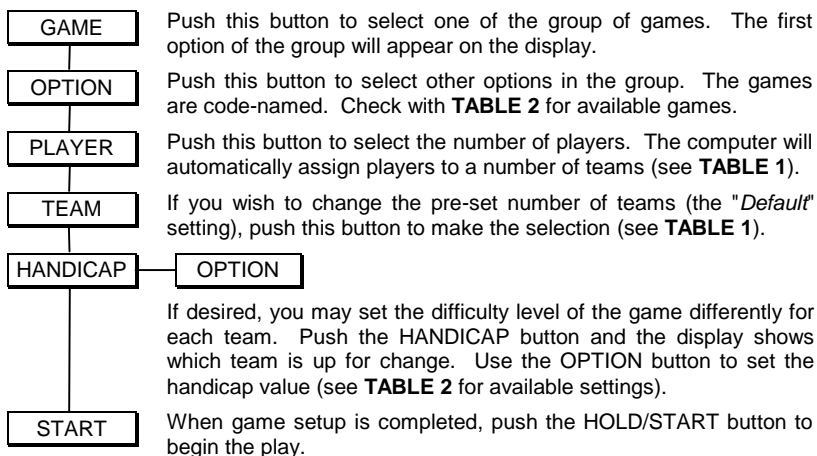 GAME
Push this button to select one of the group of games. The first
option of the group will appear on the display.
OPTION
Push this button to select other options in the group. The games
are code-named. Check with TABLE 2 for available games.
PLAYER
Push this button to select the number of players. The computer will
automatically assign players to a number of teams (see TABLE 1).
TEAM
If you wish to change the pre-set number of teams (the "Default"
setting), push this button to make the selection (see TABLE 1).
HANDICAP
OPTION
If desired, you may set the difficulty level of the game differently for
each team. Push the HANDICAP button and the display shows
which team is up for change. Use the OPTION button to set the
handicap value (see TABLE 2 for available settings).
START
When game setup is completed, push the HOLD/START button to
begin the play.